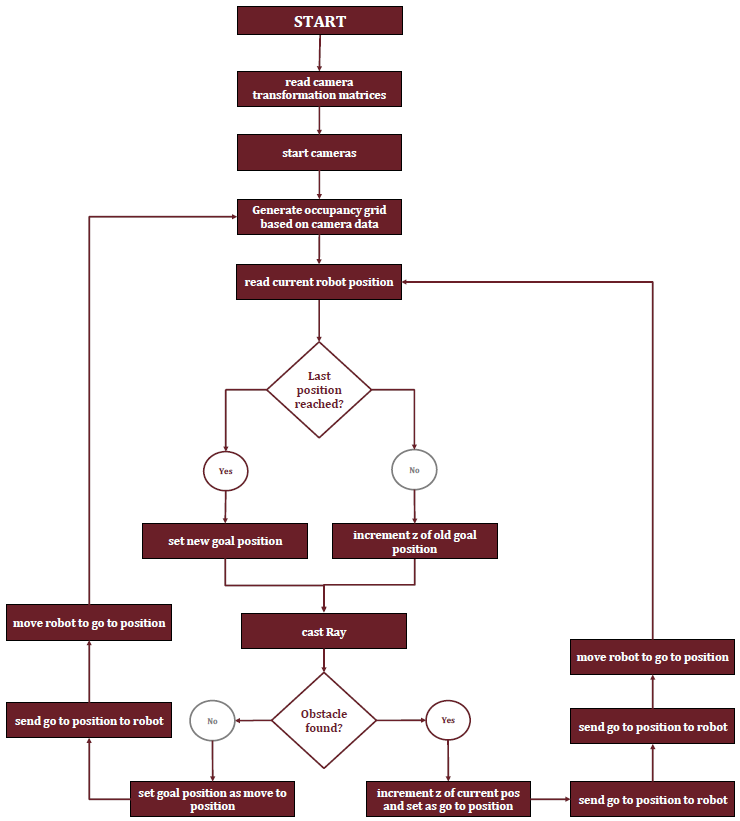 START
read camera
transformation matrices
start cameras
Generate occupancy grid
based on camera data
read current robot position
Last
position
reached?
Yes
No
set new goal position
increment z of old goal
position
move robot to go to position
cast Ray
move robot to go to position
send go to position to robot
No
Obstacle
found?
Yes
send go to position to robot
set goal position as move to
position
increment z of current pos
and set as go to position
send go to position to robot